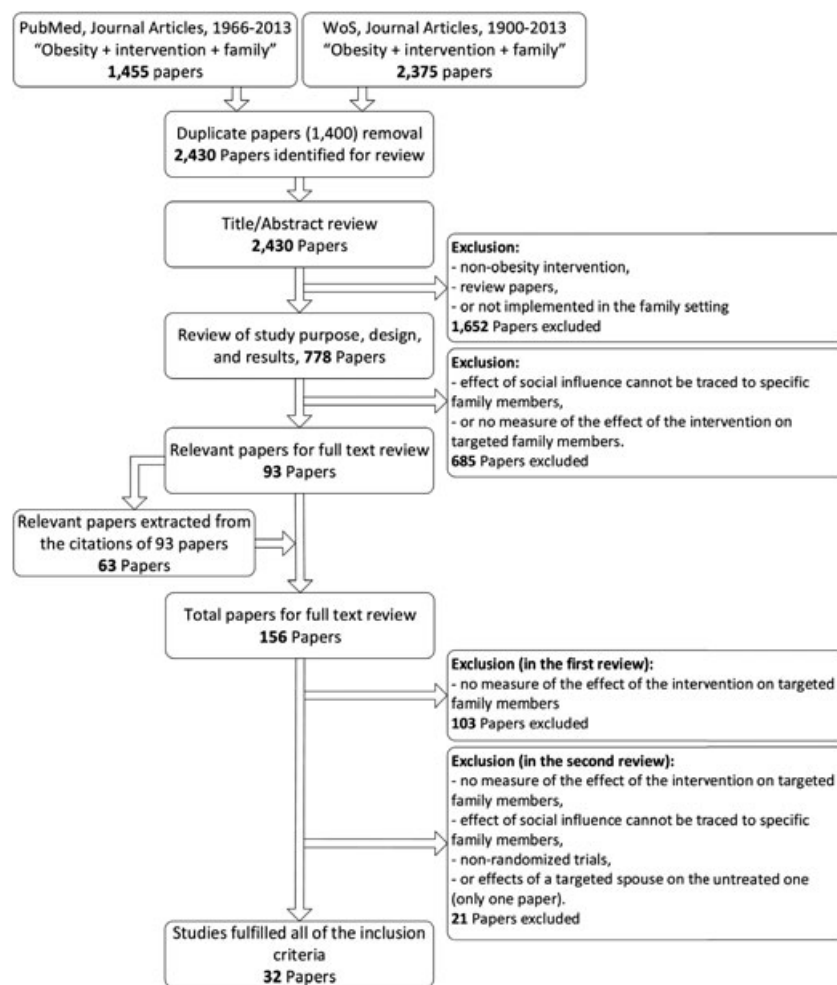 PubMed, Journal Articles, 1966-2013
“Obesity + intervention + family”
1,455 papers
WoS, Journal Articles, 1900-2013
“Obesity + intervention + family”
2,375 papers
Duplicate papers (1,400) removal
2,430 Papers identified for review
Title/Abstract review
2,430 Papers
Exclusion:
- non-obesity intervention,
- review papers,
- or not implemented in the family setting
1,652 Papers excluded
Review of study purpose, design,
and results, 778 Papers
Exclusion:
- effect of social influence cannot be traced to specific
family members,
- or no measure of the effect of the intervention on
targeted family members.
685 Papers excluded
Relevant papers for full text review
93 Papers
Relevant papers extracted from
the citations of 93 papers
63 Papers
Total papers for full text review
156 Papers
Exclusion (in the first review):
- no measure of the effect of the intervention on targeted
family members
103 Papers excluded
Exclusion (in the second review):
- no measure of the effect of the intervention on targeted
family members,
- effect of social influence cannot be traced to specific
family members,
- non-randomized trials,
- or effects of a targeted spouse on the untreated one
(only one paper).
21 Papers excluded
Studies fulfilled all of the inclusion
criteria
32 Papers